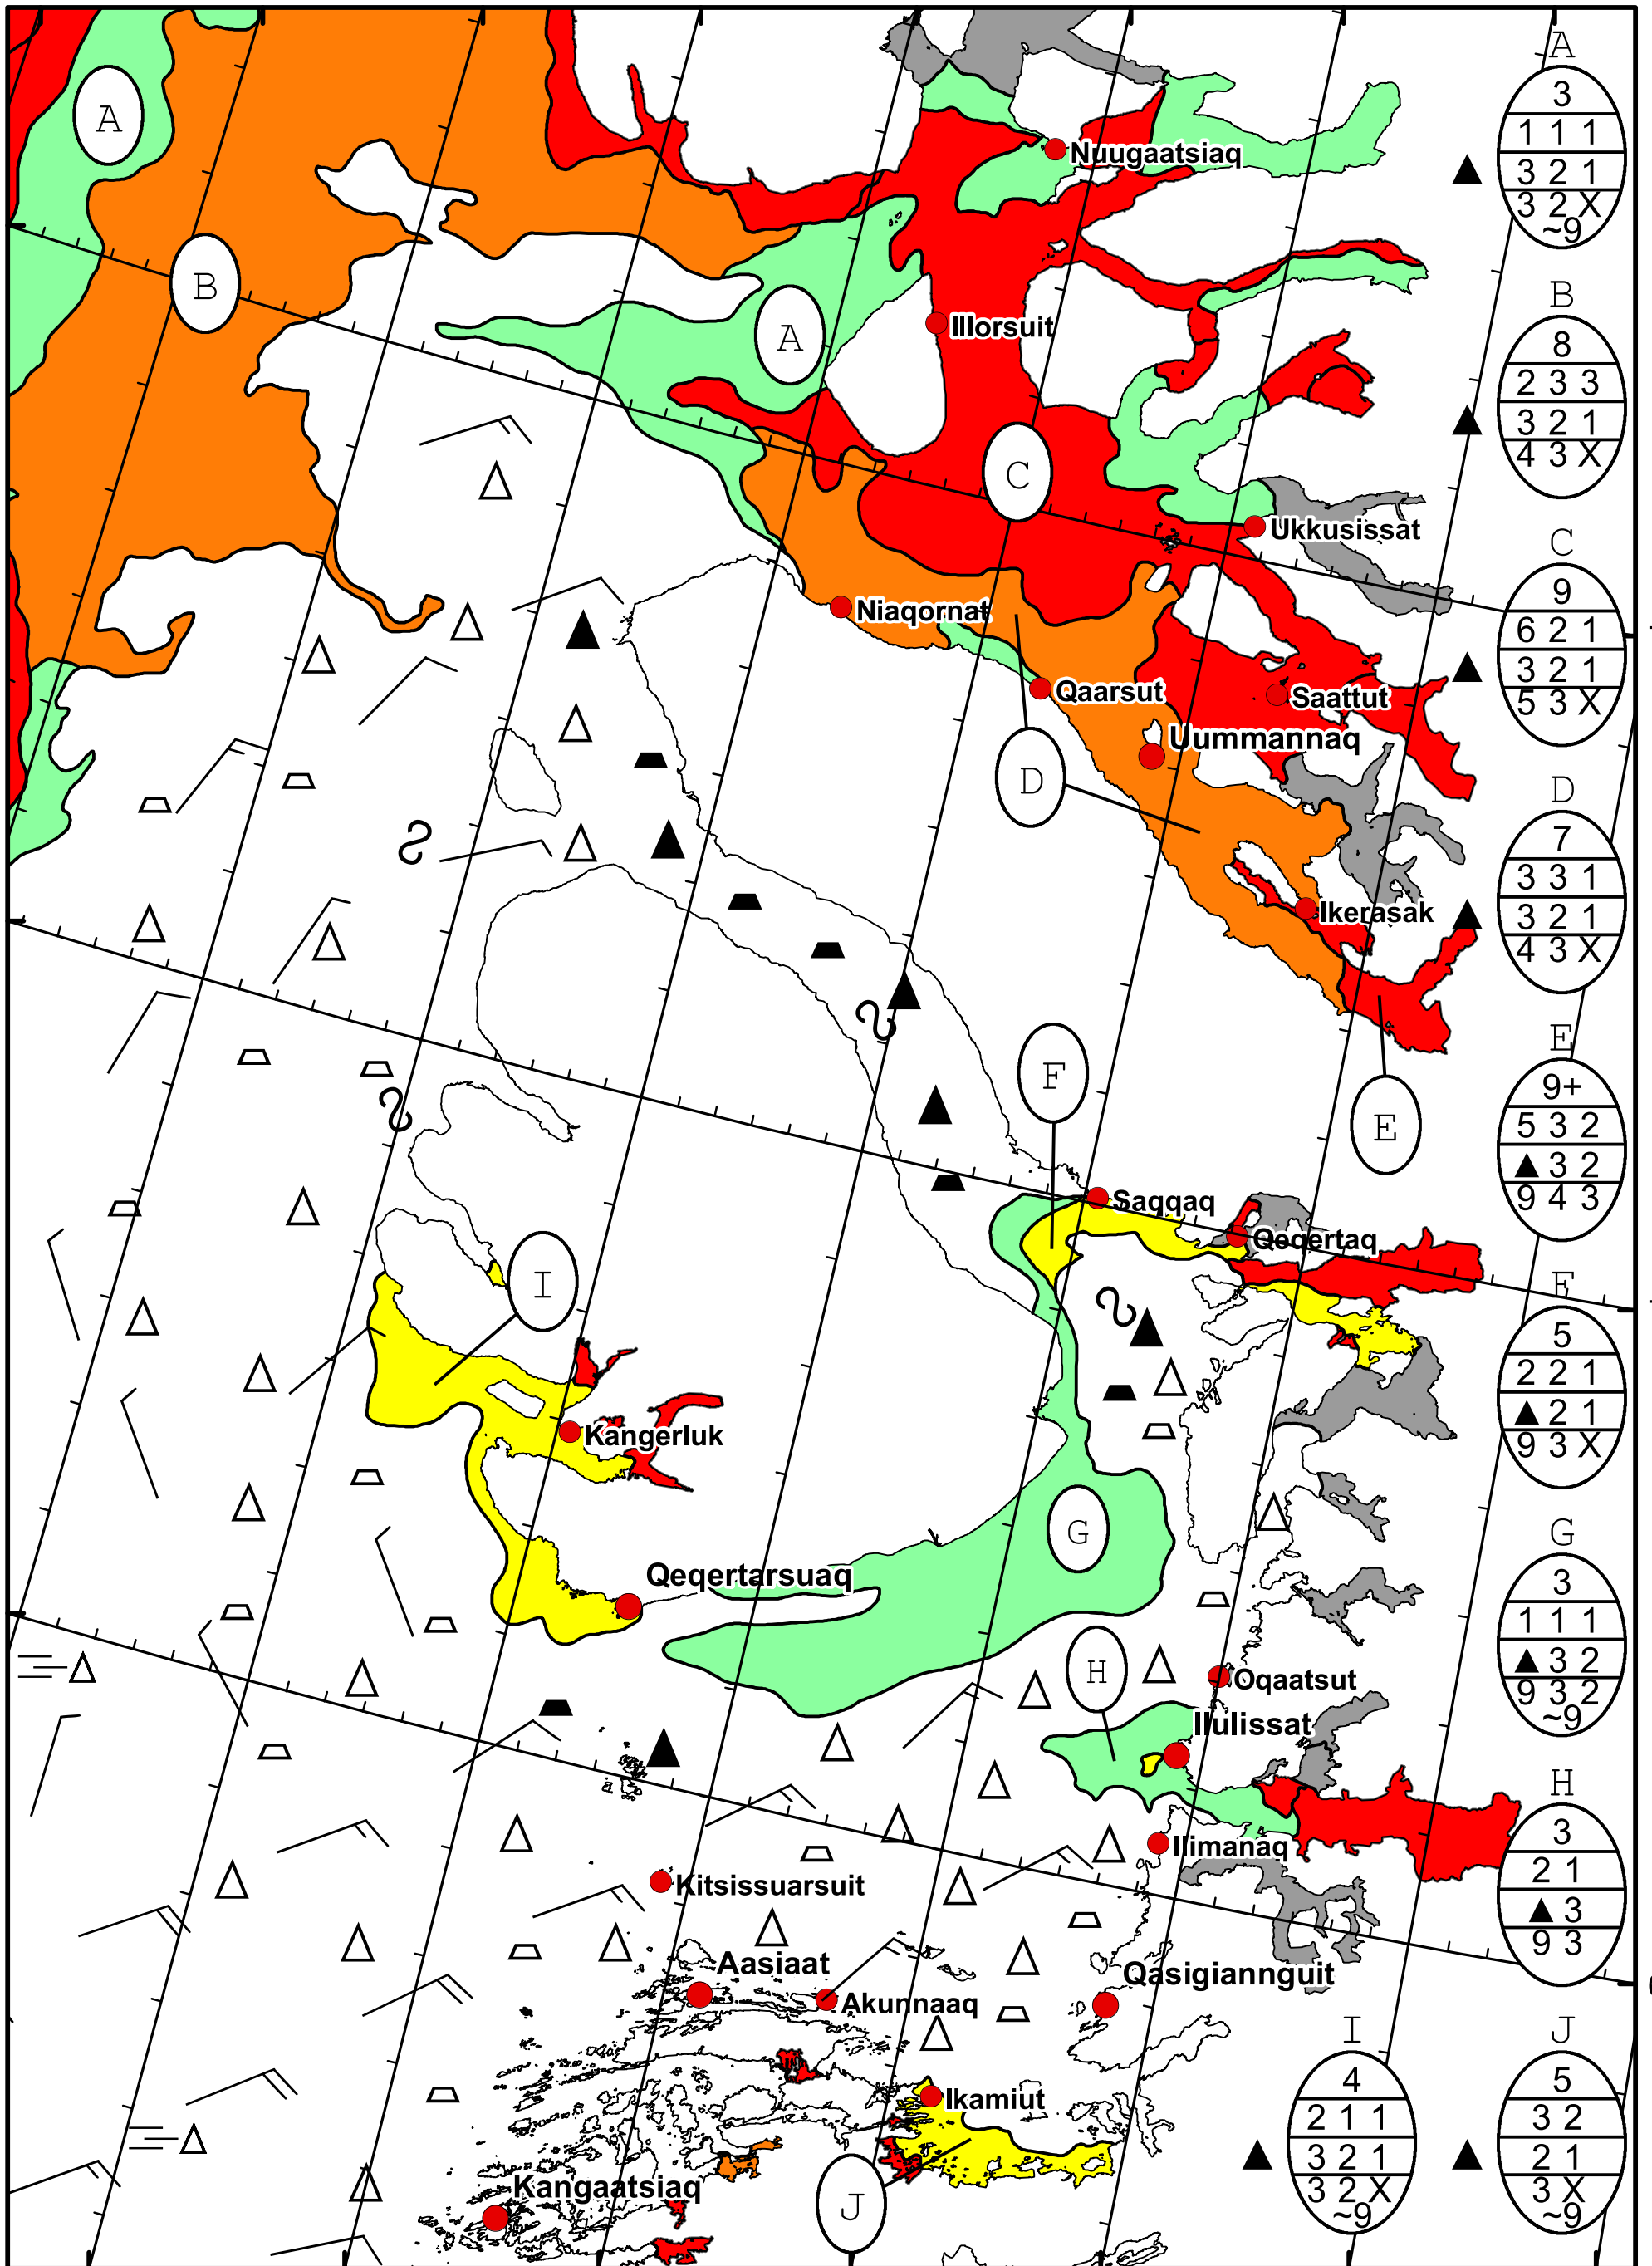 A
3
1 1 1
3 2 1
3 2 X
~9
A
Nuugaatsiaq
B
8
2 3 3
3 2 1
4 3 X
B
A
Illorsuit
C
Ukkusissat
C
9
6 2 1
3 2 1
5 3 X
Niaqornat
Qaarsut
Saattut
Uummannaq
D
D
7
3 3 1
3 2 1
4 3 X
Ikerasak
E
9+
5 3 2
▲ 3 2
9 4 3
F
E
Saqqaq
Qeqertaq
I
F
5
2 2 1
▲ 2 1
9 3 X
Kangerluk
G
G
3
1 1 1
▲ 3 2
9 3 2
~9
Qeqertarsuaq
H
Oqaatsut
Ilulissat
H
3
2 1
▲ 3
9 3
Ilimanaq
Kitsissuarsuit
Aasiaat
Qasigiannguit
Akunnaaq
Ikamiut
I
4
2 1 1
3 2 1
3 2 X
~9
J
5
3 2
2 1
3 X
~9
Kangaatsiaq
J